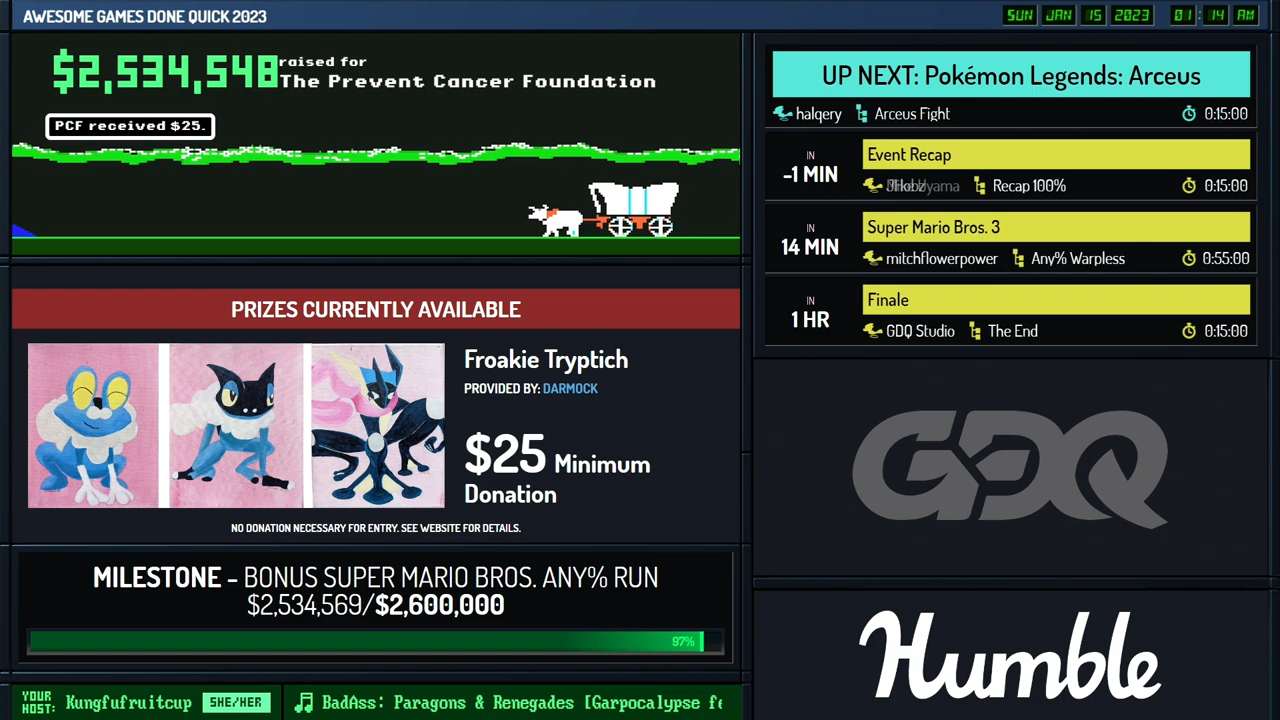 AWESOME GAMES DONE QUICK 2023
SUN JAN 15 2023 01:14 AM
$2,534,548 raised for
The Prevent Cancer Foundation
PCF received $25.
PRIZES CURRENTLY AVAILABLE
Froakie Tryptich
PROVIDED BY: DARMOCK
$25 Minimum
Donation
NO DONATION NECESSARY FOR ENTRY. SEE WEBSITE FOR DETAILS.
MILESTONE - BONUS SUPER MARIO BROS. ANY% RUN
$2,534,569/$2,600,000
97%
YOUR HOST: Kungfufruitcup SHE/HER
BadAss: Paragons & Renegades [Garpocalypse fe
UP NEXT: Pokémon Legends: Arceus
halqery Arceus Fight 0:15:00
IN
-1 MIN
Event Recap
Recap 100% 0:15:00
IN
14 MIN
Super Mario Bros. 3
mitchflowerpower Any% Warpless 0:55:00
IN
1 HR
Finale
GDQ Studio The End 0:15:00
GDQ
Humble